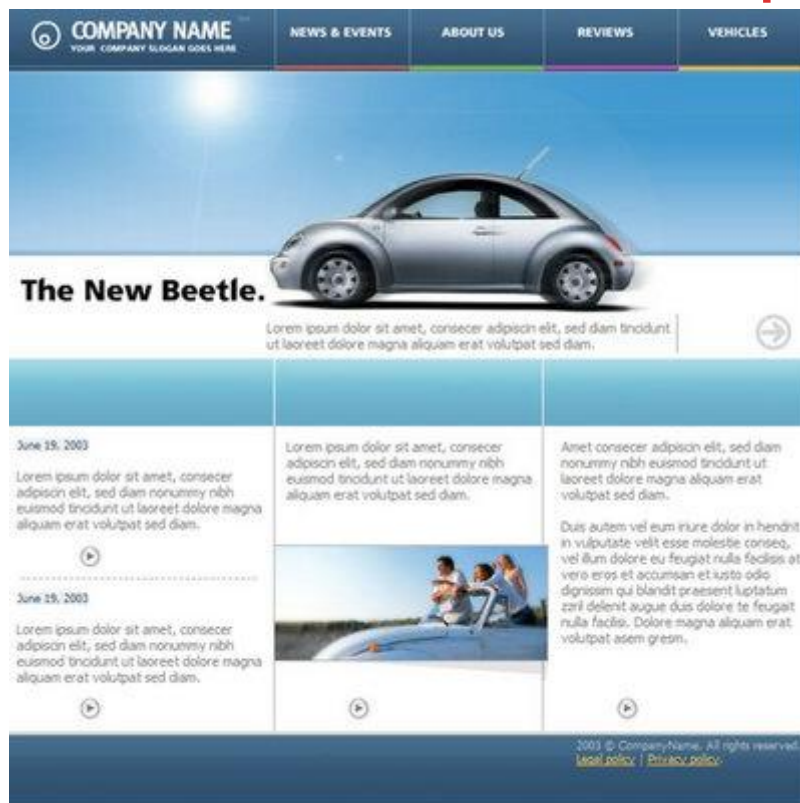 COMPANY NAME
YOUR COMPANY SLOGAN GOES HERE
NEWS & EVENTS
ABOUT US
REVIEWS
VEHICLES
The New Beetle.
Lorem ipsum dolor sit amet, consecer adipiscin elit, sed diam tincidunt
ut laoreet dolore magna aliquam erat volutpat sed diam.
June 19, 2003
Lorem ipsum dolor sit amet, consecer
adipiscin elit, sed diam nonummy nibh
euismod tincidunt ut laoreet dolore magna
aliquam erat volutpat sed diam.
June 19, 2003
Lorem ipsum dolor sit amet, consecer
adipiscin elit, sed diam nonummy nibh
euismod tincidunt ut laoreet dolore magna
aliquam erat volutpat sed diam.
Lorem ipsum dolor sit amet, consecer
adipiscin elit, sed diam nonummy nibh
euismod tincidunt ut laoreet dolore magna
aliquam erat volutpat sed diam.
Amet consecer adipiscin elit, sed diam
nonummy nibh euismod tincidunt ut
laoreet dolore magna aliquam erat
volutpat sed diam.
Duis autem vel eum iriure dolor in hendrit
in vulputate velit esse molestie conseq,
vel illum dolore eu feugiat nulla facilisis at
vero eros et accumsan et iusto odio
dignissim qui blandit praesent luptatum
zzril delenit augue duis dolore te feugait
nulla facilisi. Dolore magna aliquam erat
volutpat asem gresm.
2003 © CompanyName. All rights reserved.
Legal policy | Privacy policy.